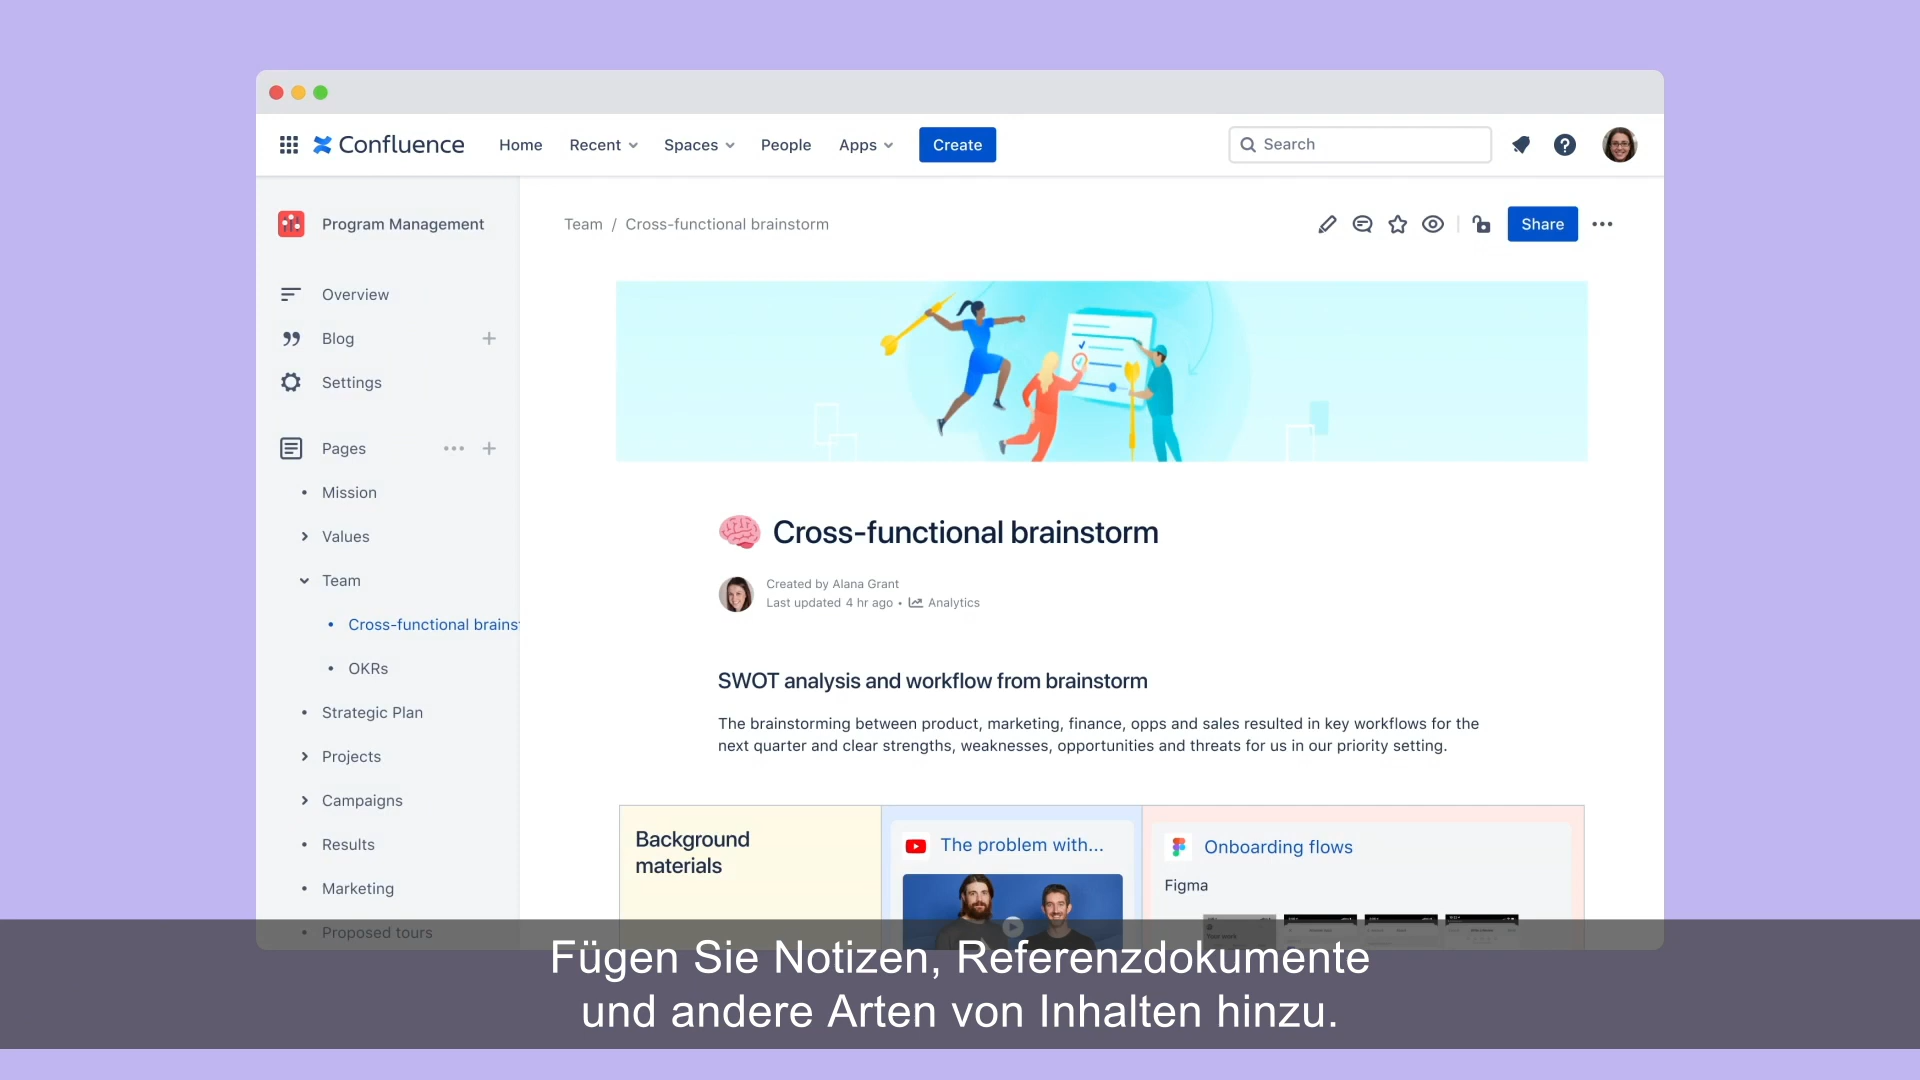 Confluence
Home
Recent
Spaces
People
Apps
Create
Search
Program Management
Overview
Blog
Settings
Pages
Mission
Values
Team
Cross-functional brains
OKRs
Strategic Plan
Projects
Campaigns
Results
Marketing
Proposed tours
Team / Cross-functional brainstorm
Share
Cross-functional brainstorm
Created by Alana Grant
Last updated 4 hr ago • Analytics
SWOT analysis and workflow from brainstorm
The brainstorming between product, marketing, finance, opps and sales resulted in key workflows for the
next quarter and clear strengths, weaknesses, opportunities and threats for us in our priority setting.
Background
materials
The problem with...
Onboarding flows
Figma
Fügen Sie Notizen, Referenzdokumente
und andere Arten von Inhalten hinzu.